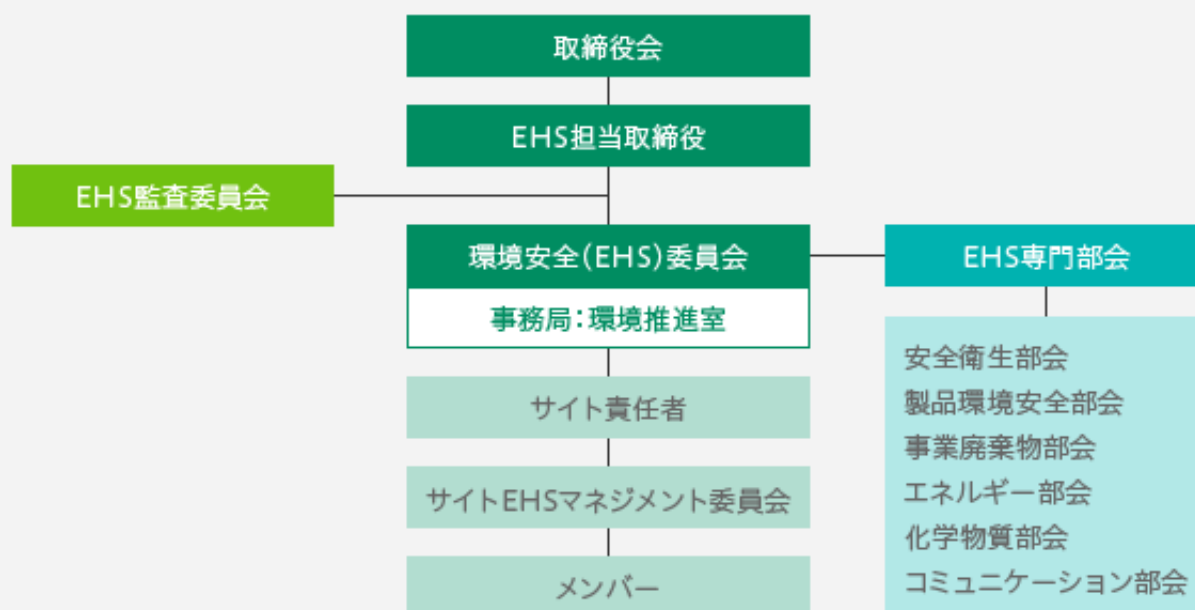 取締役会
EHS担当取締役
EHS監査委員会
環境安全(EHS)委員会
事務局:環境推進室
EHS専門部会
安全衛生部会
製品環境安全部会
事業廃棄物部会
エネルギー部会
化学物質部会
コミュニケーション部会
サイト責任者
サイトEHSマネジメント委員会
メンバー